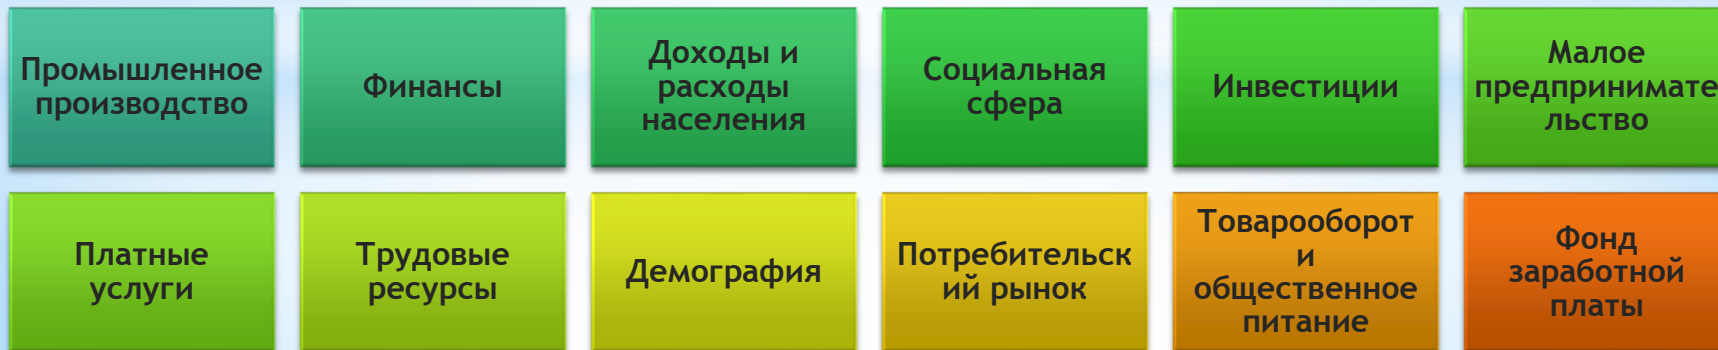 Промышленное
производство
Финансы
Доходы и
расходы
населения
Социальная
сфера
Инвестиции
Малое
предпринимате
льство
Платные
услуги
Трудовые
ресурсы
Демография
Потребительск
ий рынок
Товарооборот
и
общественное
питание
Фонд
заработной
платы